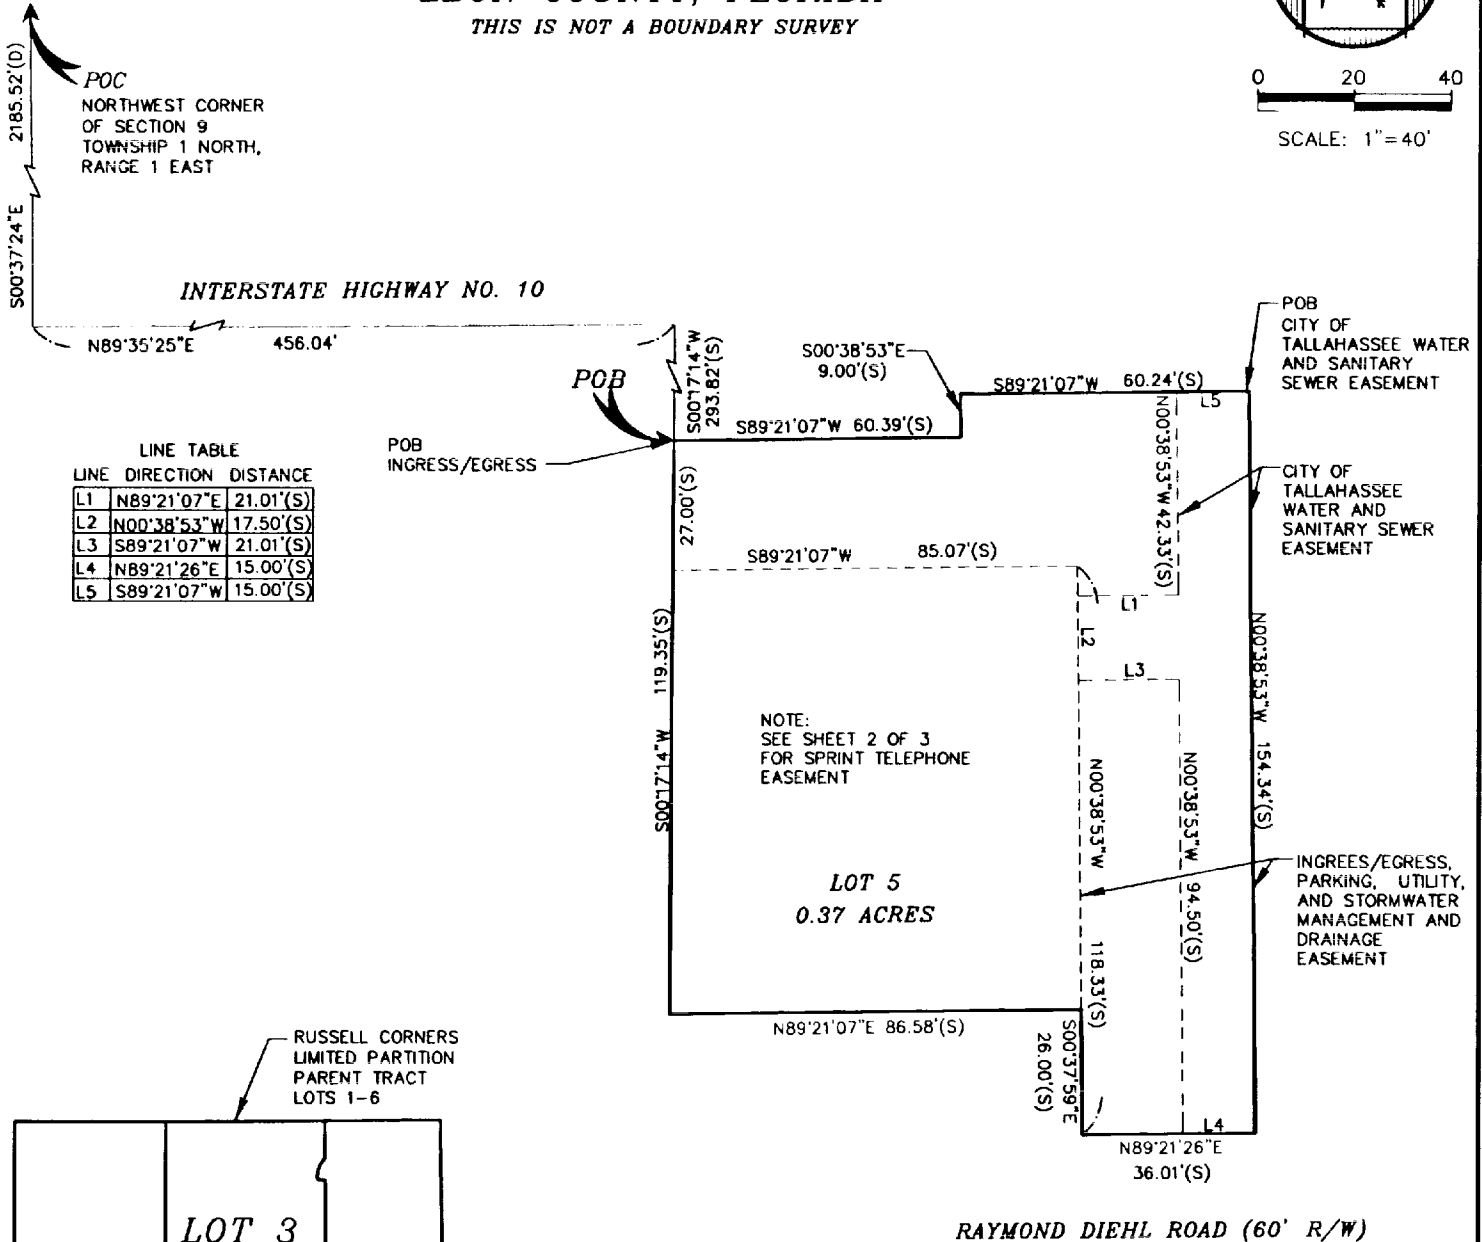 THIS IS NOT A BOUNDARY SURVEY
2185.52'(D)
S00°37'24"E
POC
NORTHWEST CORNER
OF SECTION 9
TOWNSHIP 1 NORTH,
RANGE 1 EAST
0 20 40
SCALE: 1"=40'
INTERSTATE HIGHWAY NO. 10
N89°35'25"E 456.04'
S00°17'14"W
293.82'(S)
POB
POB
INGRESS/EGRESS
S00°38'53"E
9.00'(S)
S89°21'07"W 60.24'(S)
L5
S89°21'07"W 60.39'(S)
POB
CITY OF
TALLAHASSEE WATER
AND SANITARY
SEWER EASEMENT
LINE TABLE
LINE DIRECTION DISTANCE
L1 N89°21'07"E 21.01'(S)
L2 N00°38'53"W 17.50'(S)
L3 S89°21'07"W 21.01'(S)
L4 N89°21'26"E 15.00'(S)
L5 S89°21'07"W 15.00'(S)
27.00'(S)
N00°38'53"W 42.33'(S)
CITY OF
TALLAHASSEE
WATER AND
SANITARY SEWER
EASEMENT
S89°21'07"W 85.07'(S)
L1
L2
L3
S00°17'14"W 119.35'(S)
N00°38'53"W 154.34'(S)
NOTE:
SEE SHEET 2 OF 3
FOR SPRINT TELEPHONE
EASEMENT
N00°38'53"W 118.33'(S)
N00°38'53"W 94.50'(S)
LOT 5
0.37 ACRES
INGREES/EGRESS,
PARKING, UTILITY,
AND STORMWATER
MANAGEMENT AND
DRAINAGE
EASEMENT
N89°21'07"E 86.58'(S)
S00°37'59"E
26.00'(S)
L4
N89°21'26"E
36.01'(S)
RUSSELL CORNERS
LIMITED PARTITION
PARENT TRACT
LOTS 1-6
LOT 3
RAYMOND DIEHL ROAD (60' R/W)